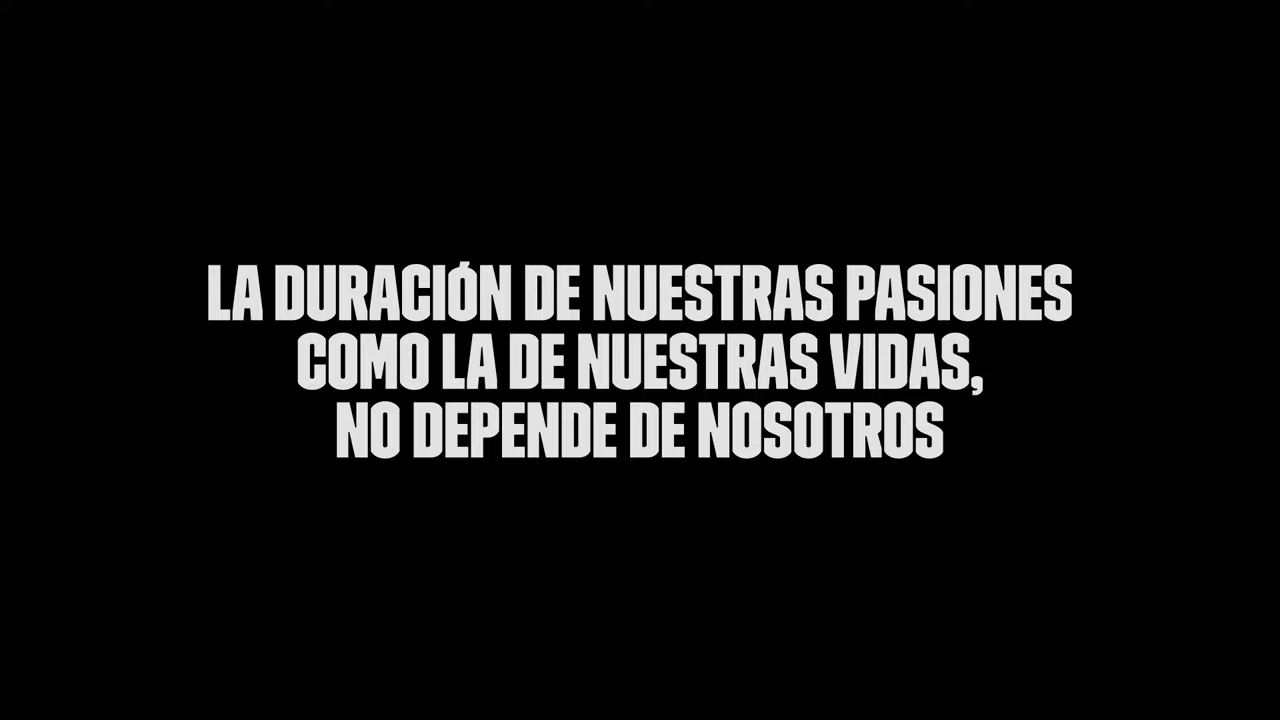 LA DURACIÓN DE NUESTRAS PASIONES
COMO LA DE NUESTRAS VIDAS,
NO DEPENDE DE NOSOTROS